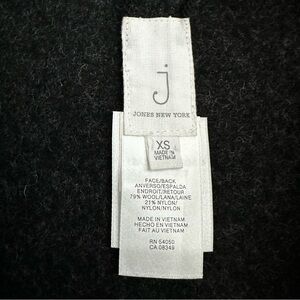 j
JONES NEW YORK
XS
MADE IN
VIETNAM
FACE/BACK
ANVERSO/ESPALDA
ENDROIT/RETOUR
79% WOOL/LANA/LAINE
21% NYLON/
NYLON/NYLON
MADE IN VIETNAM
HECHO EN VIETNAM
FAIT AU VIETNAM
RN 54050
CA 08349